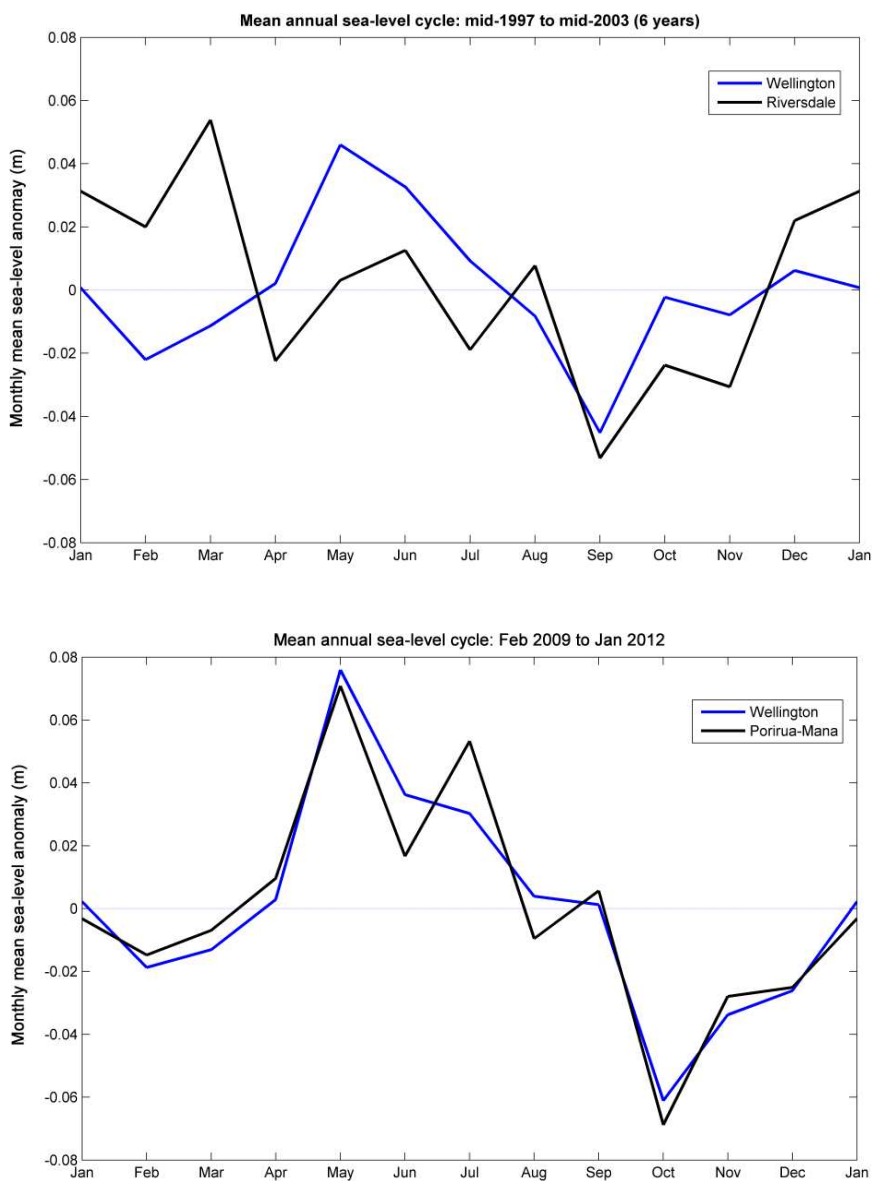 Mean annual sea-level cycle: mid-1997 to mid-2003 (6 years)
Monthly mean sea-level anomay (m)
0.08
0.06
0.04
0.02
0
-0.02
-0.04
-0.06
-0.08
Wellington
Riversdale
Jan Feb Mar Apr May Jun Jul Aug Sep Oct Nov Dec Jan
Mean annual sea-level cycle: Feb 2009 to Jan 2012
Monthly mean sea-level anomaly (m)
0.08
0.06
0.04
0.02
0
-0.02
-0.04
-0.06
-0.08
Wellington
Porirua-Mana
Jan Feb Mar Apr May Jun Jul Aug Sep Oct Nov Dec Jan